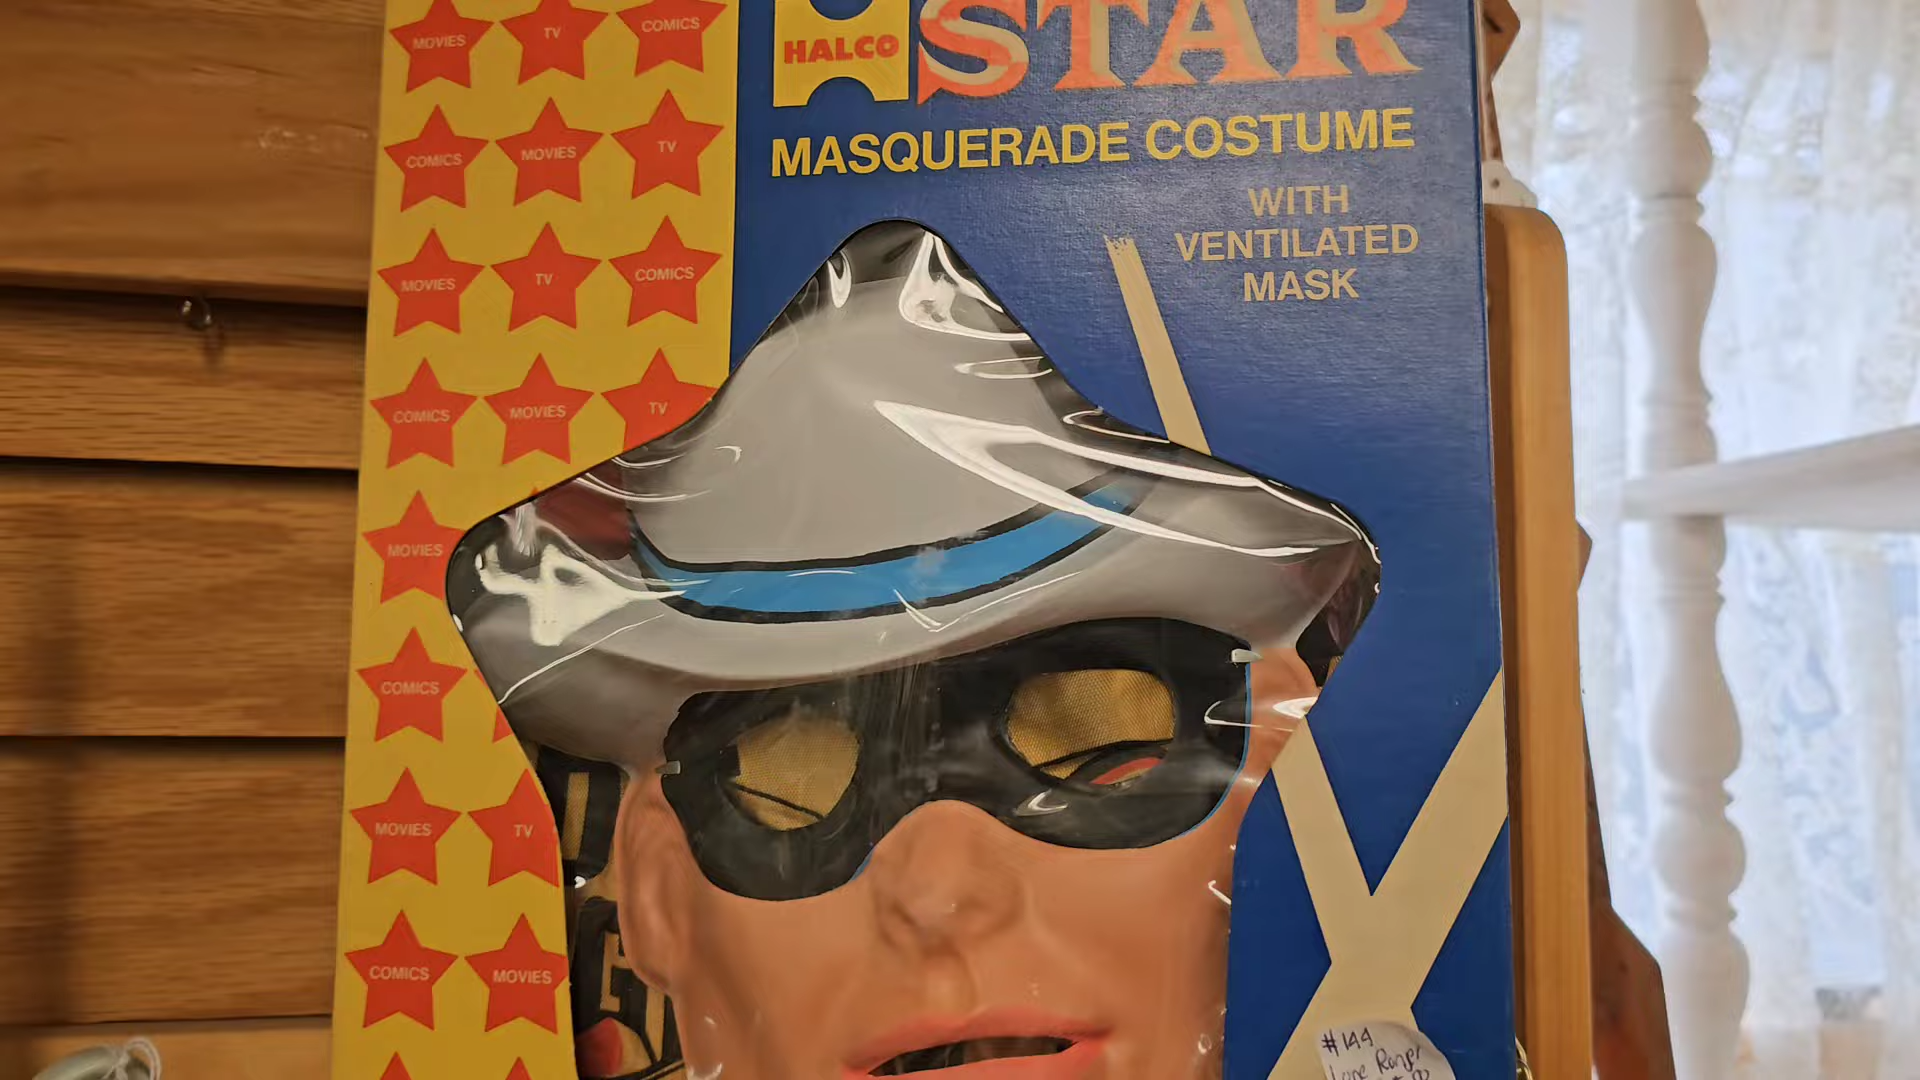 HALCO
STAR
MASQUERADE COSTUME
WITH
VENTILATED
MASK
MOVIES TV COMICS
COMICS MOVIES TV
MOVIES TV COMICS
COMICS MOVIES TV
MOVIES
COMICS
MOVIES TV
COMICS MOVIES
#144
Lone Ranger